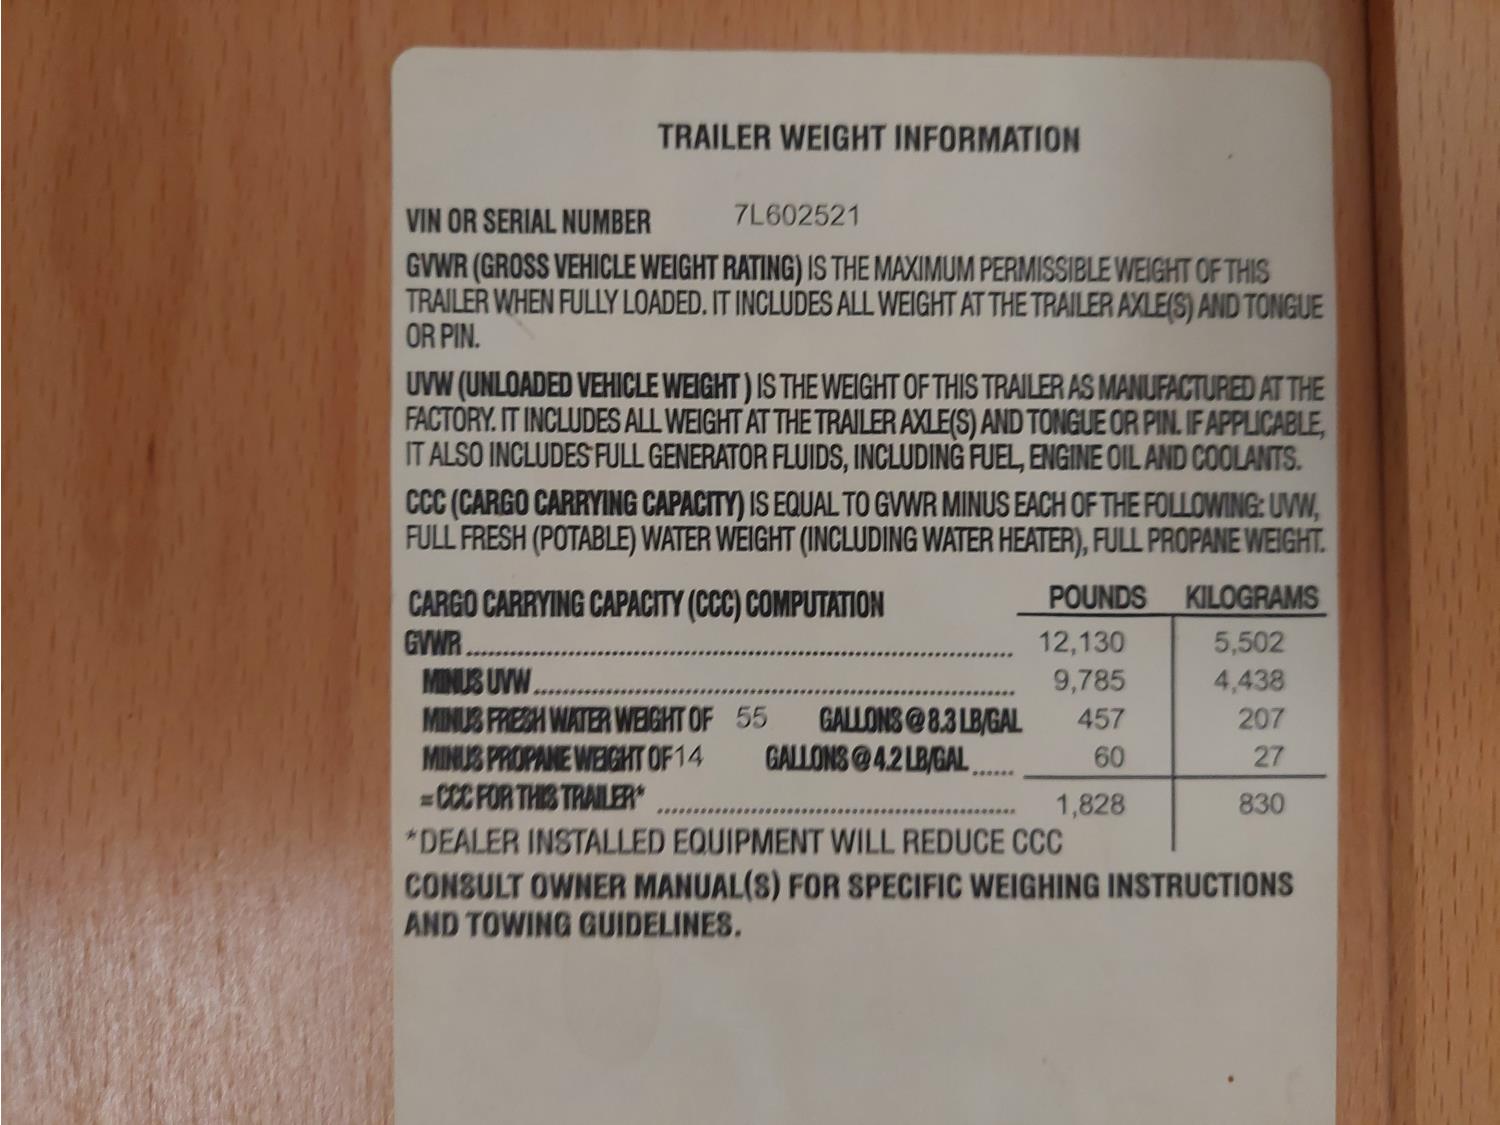 TRAILER WEIGHT INFORMATION
VIN OR SERIAL NUMBER 7L602521
GVWR (GROSS VEHICLE WEIGHT RATING) IS THE MAXIMUM PERMISSIBLE WEIGHT OF THIS
TRAILER WHEN FULLY LOADED. IT INCLUDES ALL WEIGHT AT THE TRAILER AXLE(S) AND TONGUE
OR PIN.
UVW (UNLOADED VEHICLE WEIGHT ) IS THE WEIGHT OF THIS TRAILER AS MANUFACTURED AT THE
FACTORY. IT INCLUDES ALL WEIGHT AT THE TRAILER AXLE(S) AND TONGUE OR PIN. IF APPLICABLE,
IT ALSO INCLUDES FULL GENERATOR FLUIDS, INCLUDING FUEL, ENGINE OIL AND COOLANTS.
CCC (CARGO CARRYING CAPACITY) IS EQUAL TO GVWR MINUS EACH OF THE FOLLOWING: UVW,
FULL FRESH (POTABLE) WATER WEIGHT (INCLUDING WATER HEATER), FULL PROPANE WEIGHT.
CARGO CARRYING CAPACITY (CCC) COMPUTATION POUNDS KILOGRAMS
GVWR 12,130 5,502
MINUS UVW 9,785 4,438
MINUS FRESH WATER WEIGHT OF 55 GALLONS @ 8.3 LB/GAL 457 207
MINUS PROPANE WEIGHT OF 14 GALLONS @ 4.2 LB/GAL 60 27
= CCC FOR THIS TRAILER* 1,828 830
*DEALER INSTALLED EQUIPMENT WILL REDUCE CCC
CONSULT OWNER MANUAL(S) FOR SPECIFIC WEIGHING INSTRUCTIONS
AND TOWING GUIDELINES.